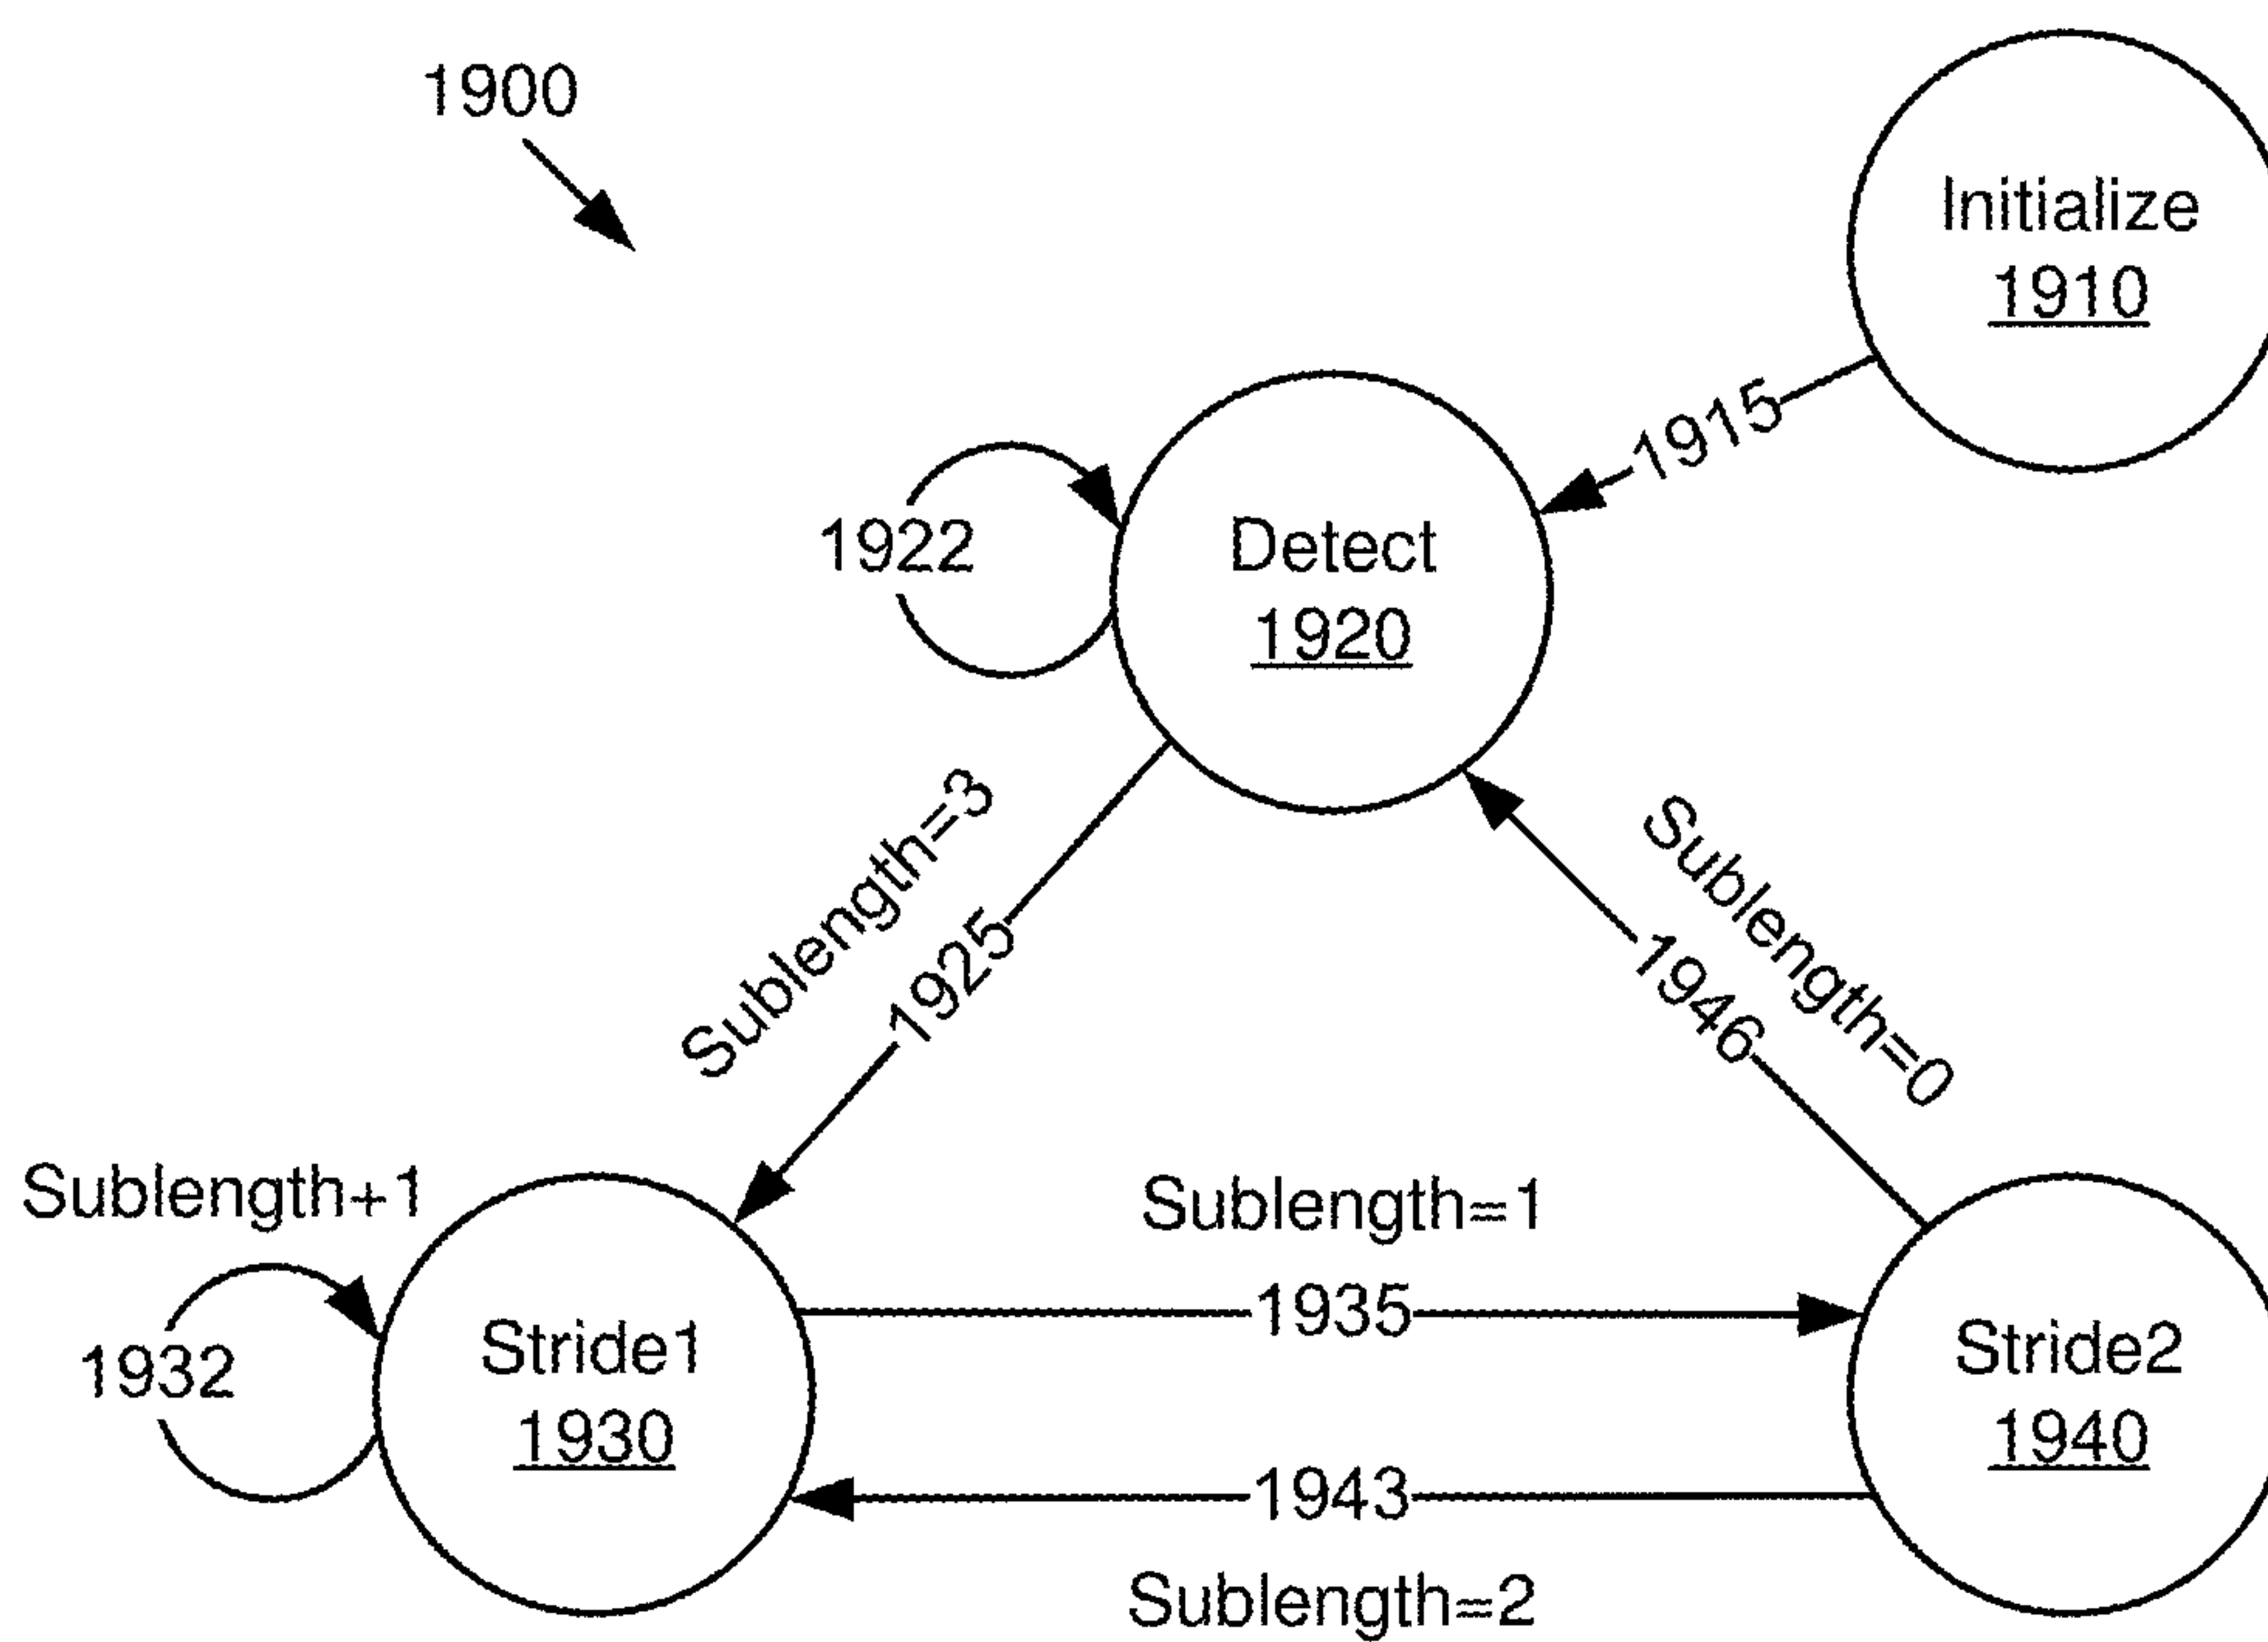 1900
Initialize
1910
1915
Detect
1920
1922
Sublength=3
1925
Sublength=0
1946
Sublength+1
1932
Stride1
1930
Sublength=1
1935
1943
Sublength=2
Stride2
1940